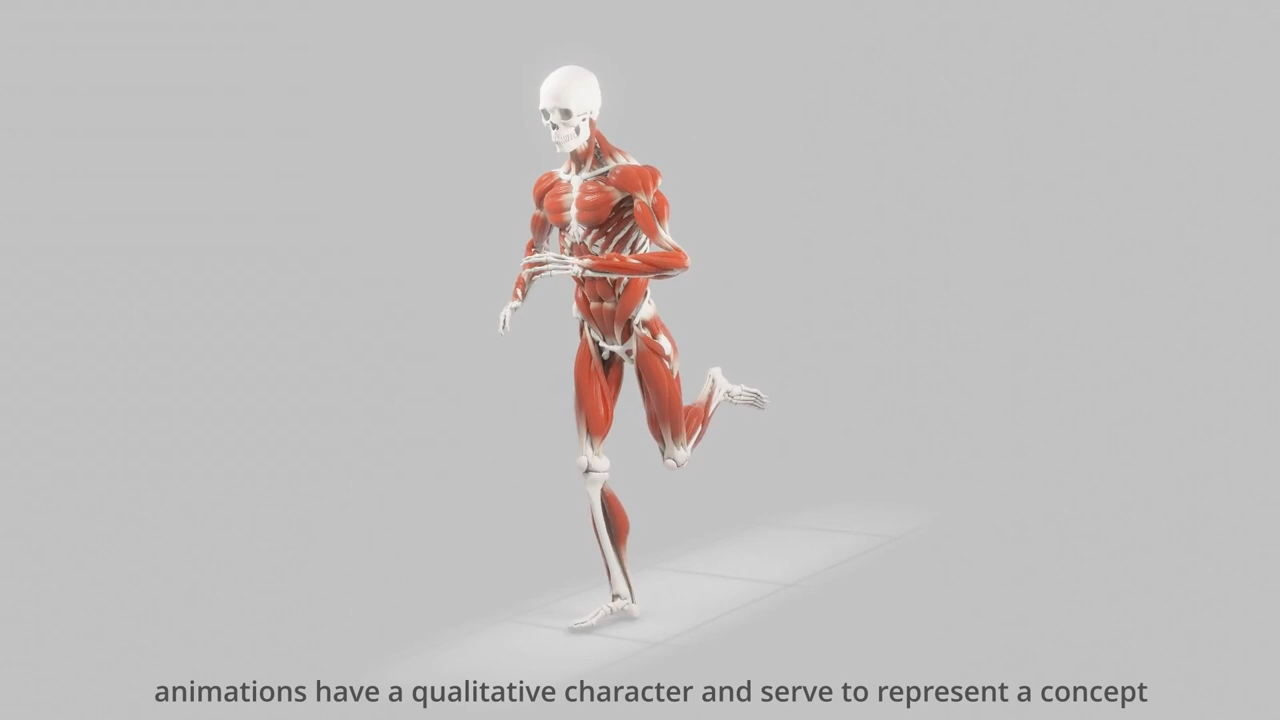 animations have a qualitative character and serve to represent a concept